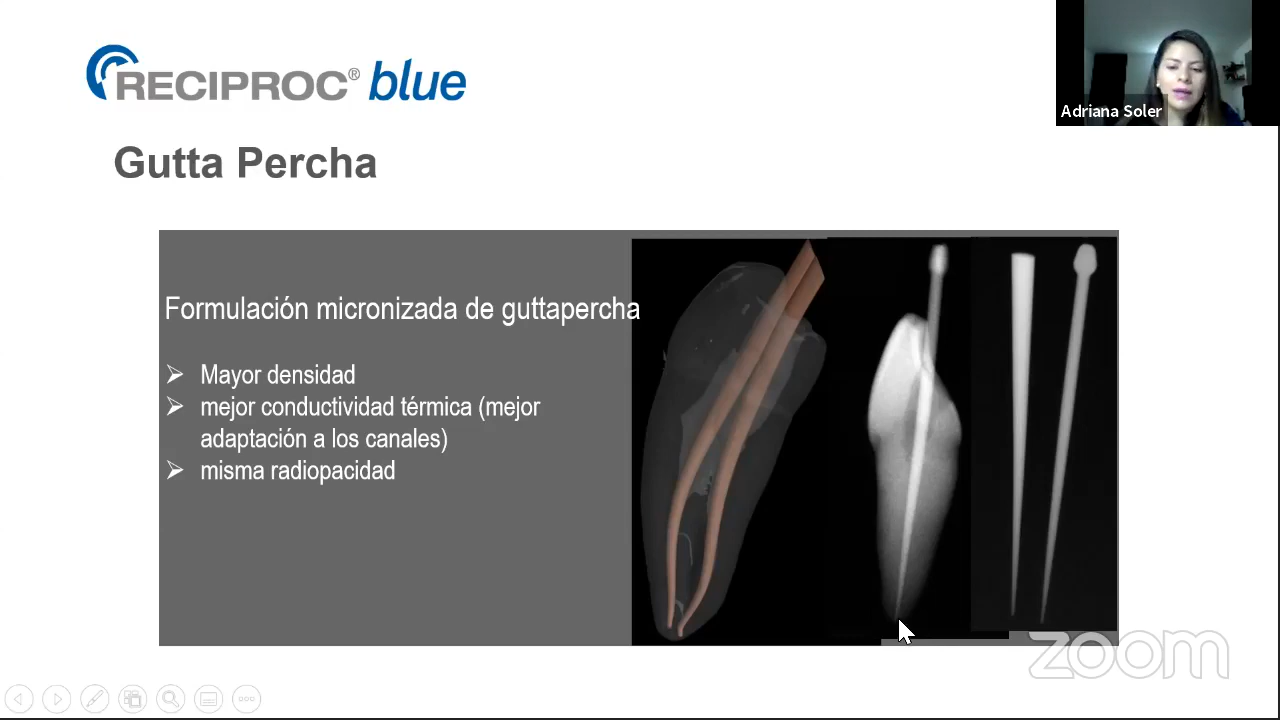 RECIPROC® blue
Adriana Soler
Gutta Percha
Formulación micronizada de guttapercha
➢ Mayor densidad
➢ mejor conductividad térmica (mejor
adaptación a los canales)
➢ misma radiopacidad
zoom